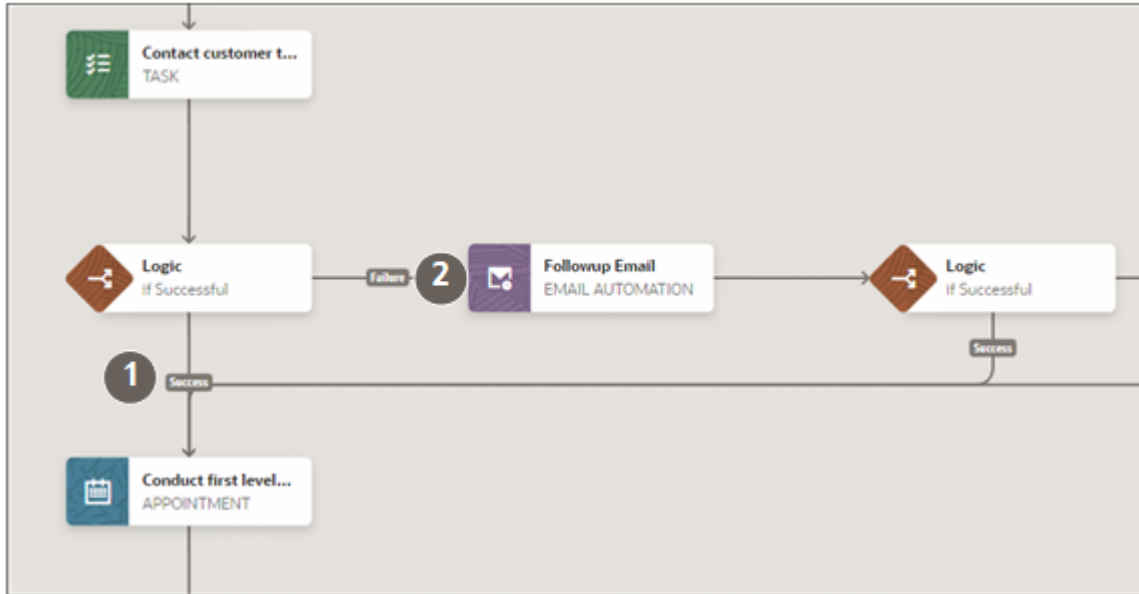 Contact customer t...
TASK
Logic
If Successful
Failure
2
Followup Email
EMAIL AUTOMATION
Logic
If Successful
Success
1
Success
Conduct first level...
APPOINTMENT